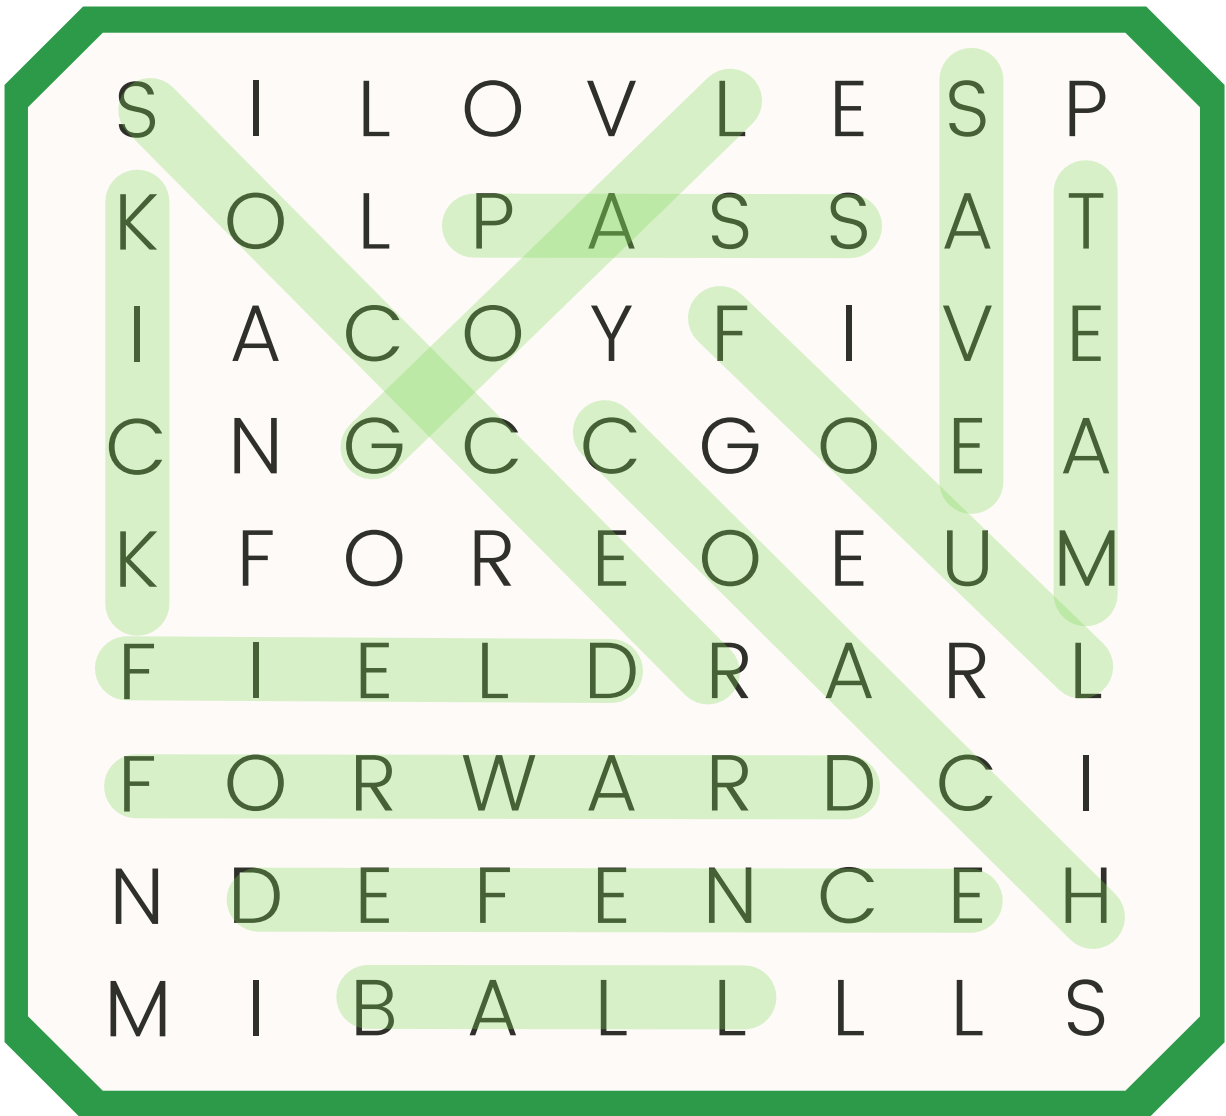 S I L O V L E S P
K O L P A S S A T
I A C O Y F I V E
C N G C C G O E A
K F O R E O E U M
F I E L D R A R L
F O R W A R D C I
N D E F E N C E H
M I B A L L L L S